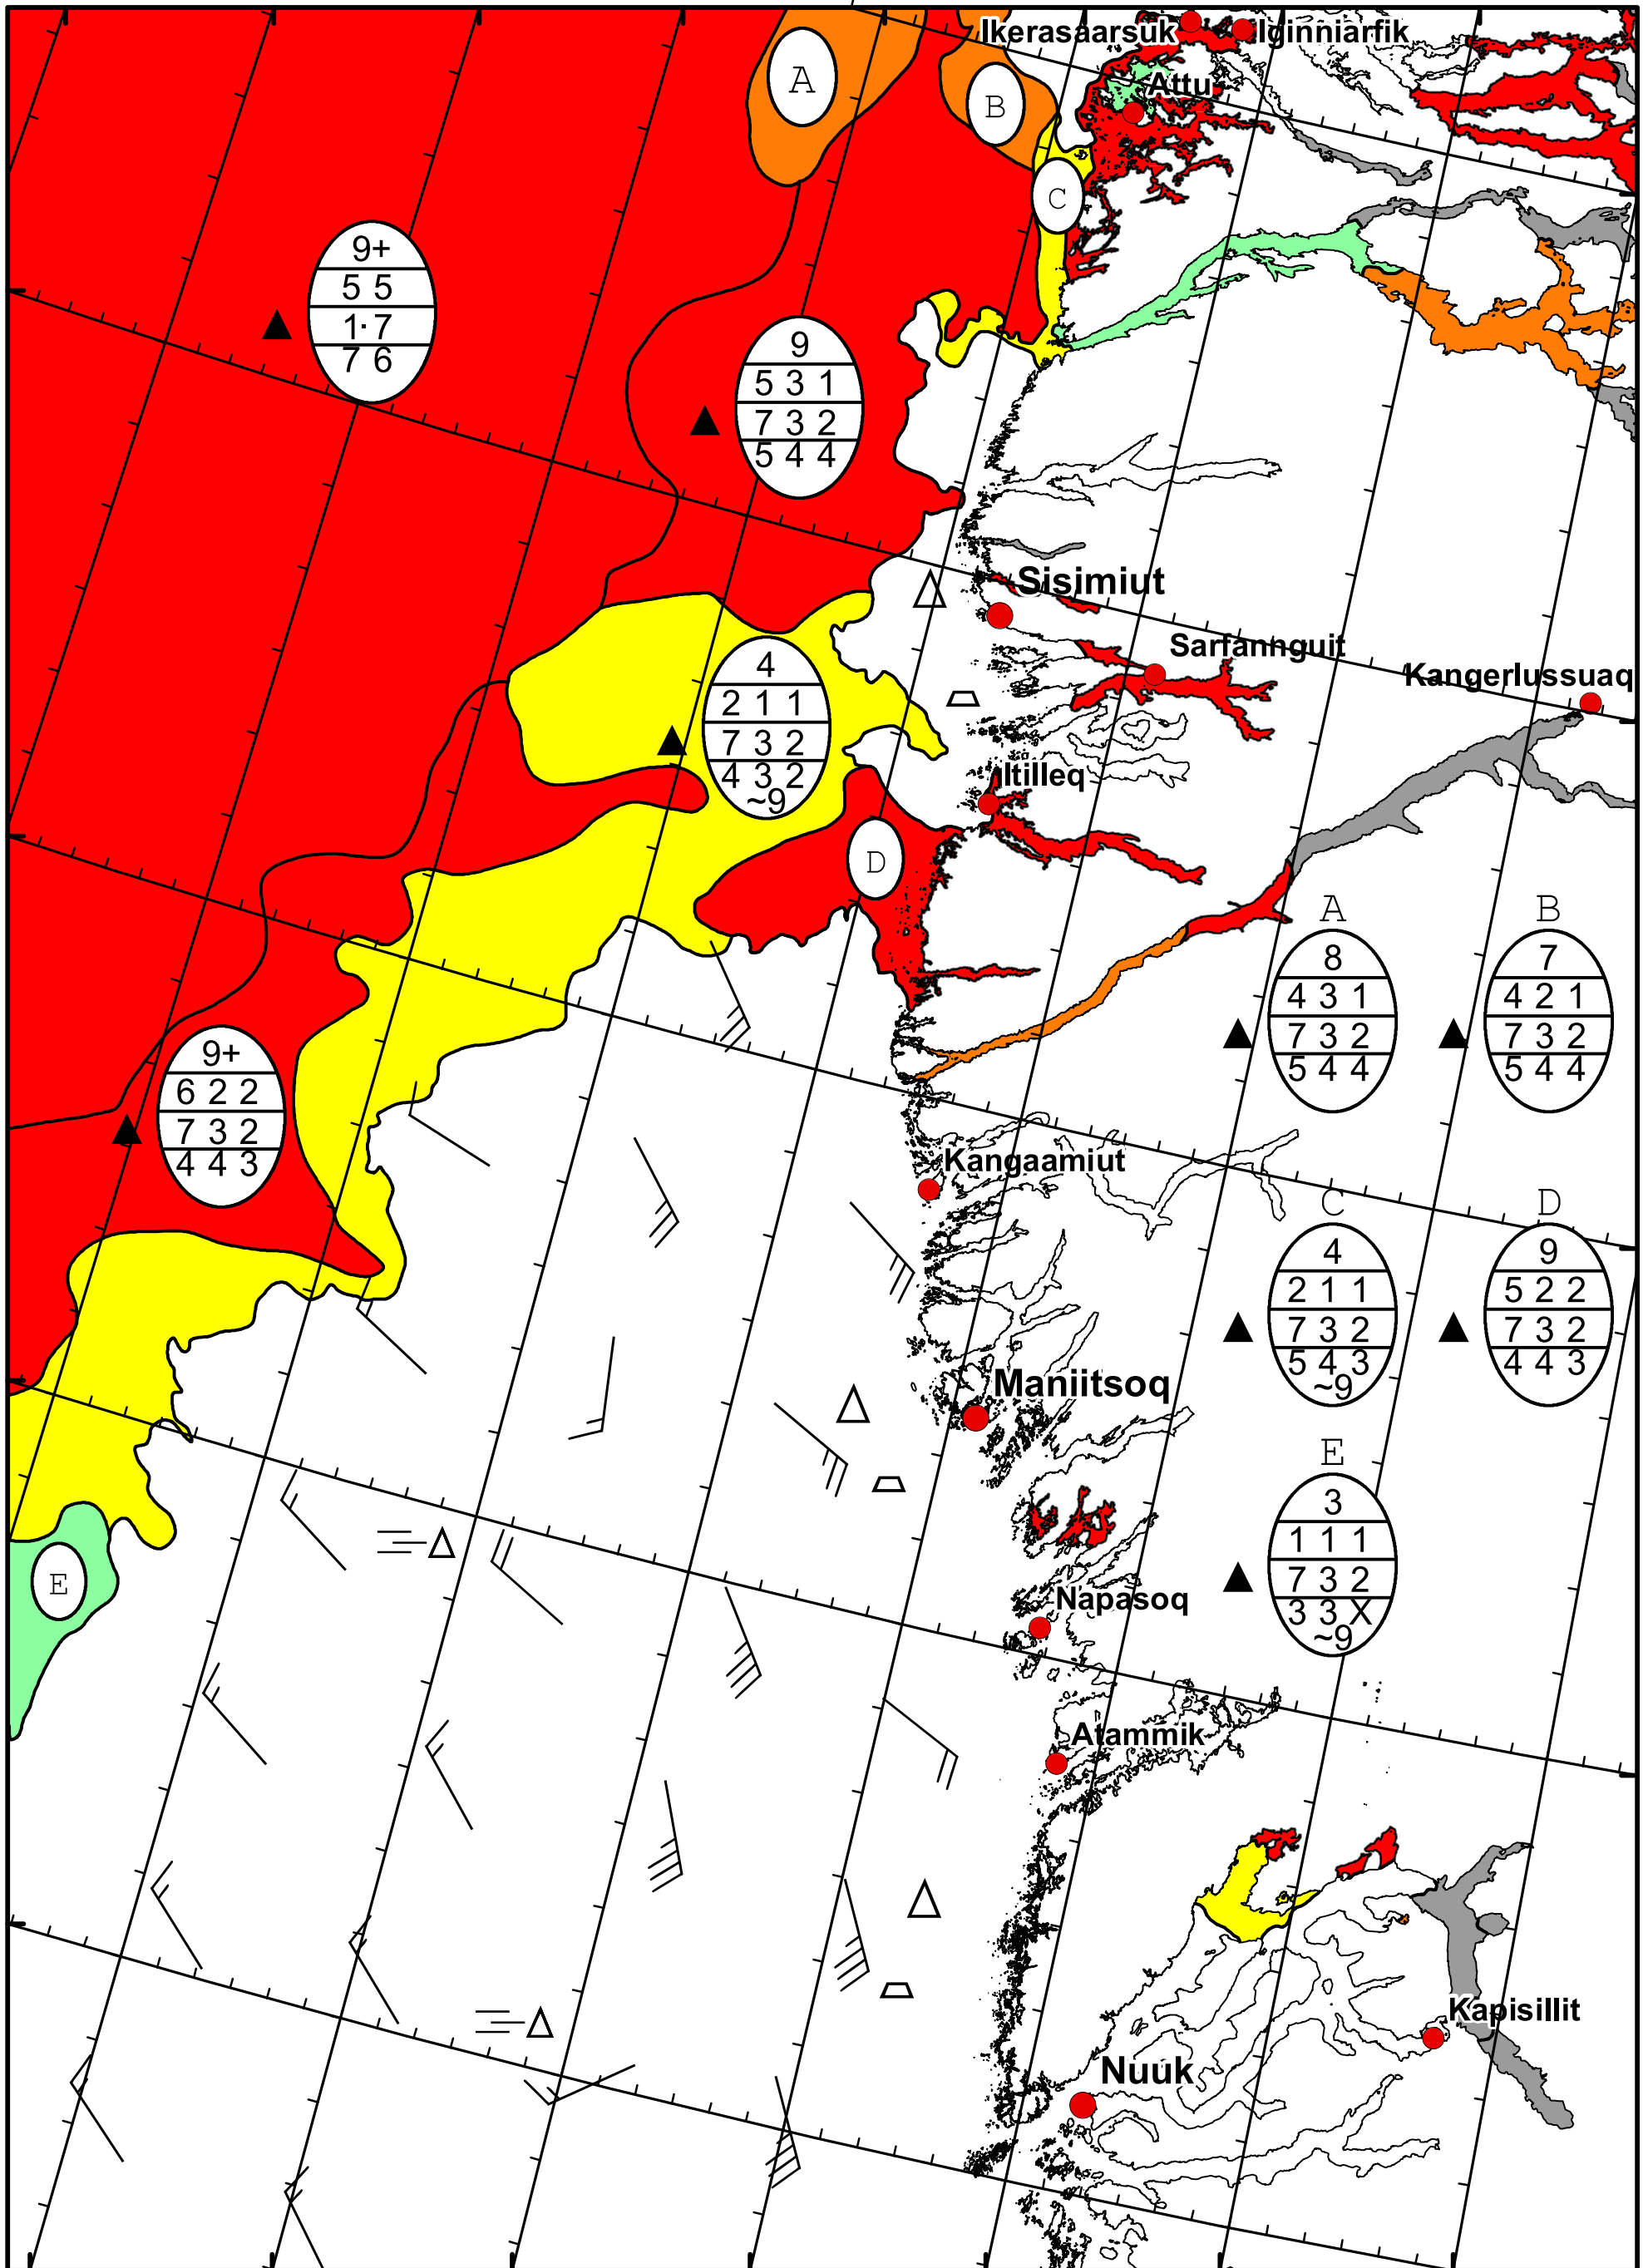 Ikerasaarsuk
Iginniarfik
A
B
Attu
C
9+
5 5
1· 7
7 6
9
5 3 1
7 3 2
5 4 4
Sisimiut
Sarfannguit
Kangerlussuaq
4
2 1 1
7 3 2
4 3 2
~9
Itilleq
D
A
8
4 3 1
7 3 2
5 4 4
B
7
4 2 1
7 3 2
5 4 4
9+
6 2 2
7 3 2
4 4 3
Kangaamiut
C
4
2 1 1
7 3 2
5 4 3
~9
D
9
5 2 2
7 3 2
4 4 3
Maniitsoq
E
3
1 1 1
7 3 2
3 3 X
~9
E
Napasoq
Atammik
Kapisillit
Nuuk